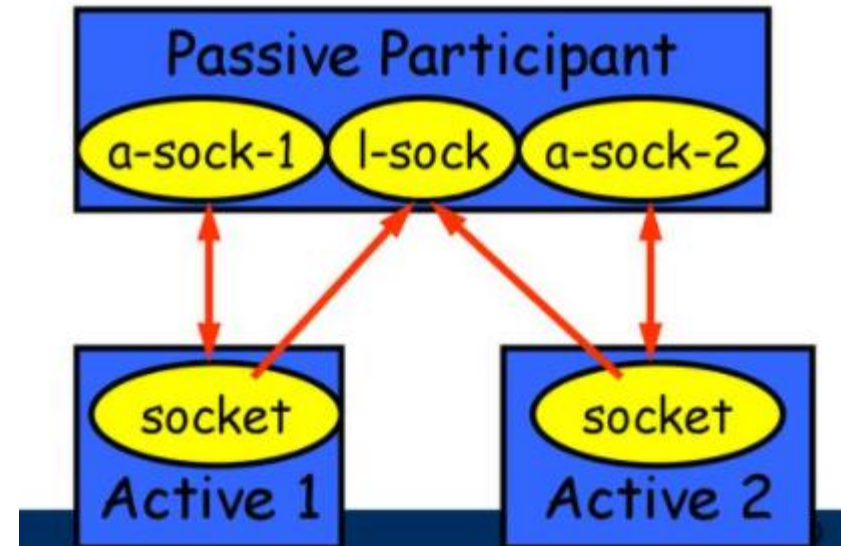 Passive Participant
a-sock-1 l-sock a-sock-2
socket socket
Active 1 Active 2